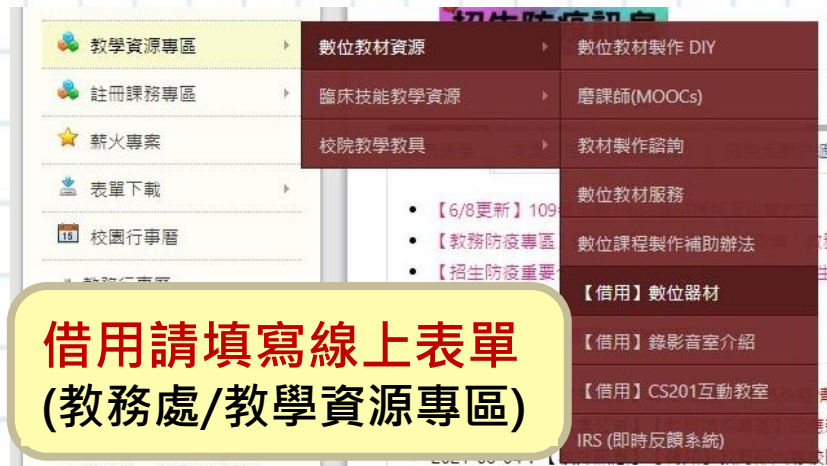 招生防疫訊息
教學資源專區
註冊課務專區
薪火專案
表單下載
校園行事曆
數位教材資源
臨床技能教學資源
校院教學教具
數位教材製作 DIY
磨課師(MOOCs)
教材製作諮詢
數位教材服務
數位課程製作補助辦法
【借用】數位器材
【借用】錄影音室介紹
【借用】CS201互動教室
IRS (即時反饋系統)
【6/8更新】109
【教務防疫專區
【招生防疫重要
借用請填寫線上表單
(教務處/教學資源專區)